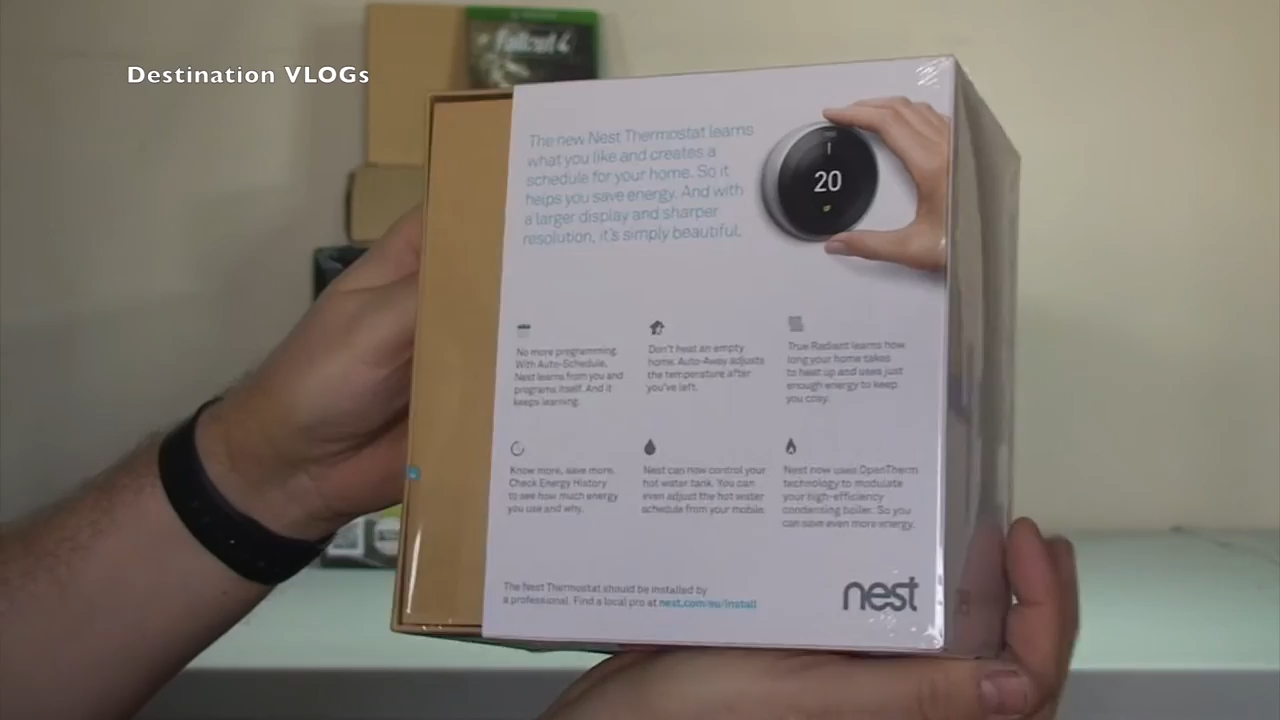 Fallout 4
Destination VLOGs
The new Nest Thermostat learns
what you like and creates a
schedule for your home. So it
helps you save energy. And with
a larger display and sharper
resolution, it's simply beautiful.
20
No more programming.
With Auto-Schedule,
Nest learns from you and
programs itself. And it
keeps learning.
Don't heat an empty
home. Auto-Away adjusts
the temperature after
you've left.
True Radiant learns how
long your home takes
to heat up and uses just
enough energy to keep
you cosy.
Know more, save more.
Check Energy History
to see how much energy
you use and why.
Nest can now control your
hot water tank. You can
even adjust the hot water
schedule from your mobile.
Nest now uses OpenTherm
technology to modulate
your high-efficiency
condensing boiler. So you
can save even more energy.
The Nest Thermostat should be installed by
a professional. Find a local pro at nest.com/eu/install
nest